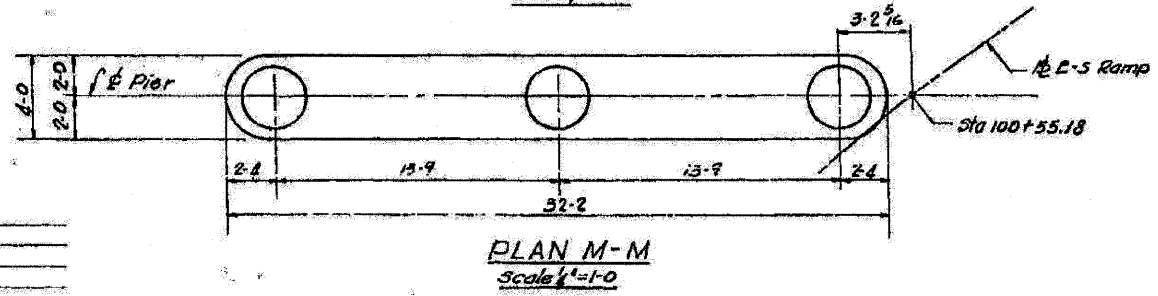 3-2 5/16
4-0
2-0
2-0
℄ Pier
℄ E-S Ramp
Sta 100+55.18
2-4
13-9
13-9
2-4
32-2
PLAN M-M
Scale ¼"=1-0